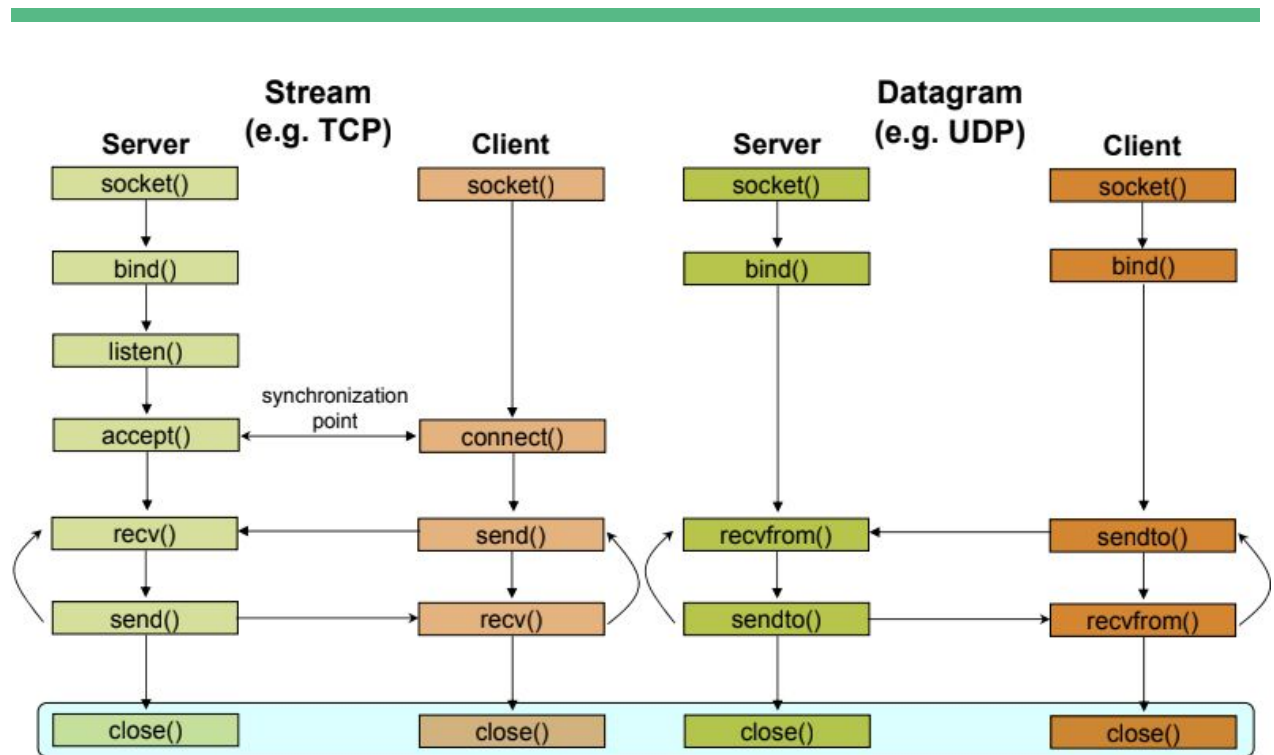 Stream
(e.g. TCP)
Server
socket()
bind()
listen()
accept()
recv()
send()
close()
synchronization
point
Client
socket()
connect()
send()
recv()
close()
Datagram
(e.g. UDP)
Server
socket()
bind()
recvfrom()
sendto()
close()
Client
socket()
bind()
sendto()
recvfrom()
close()